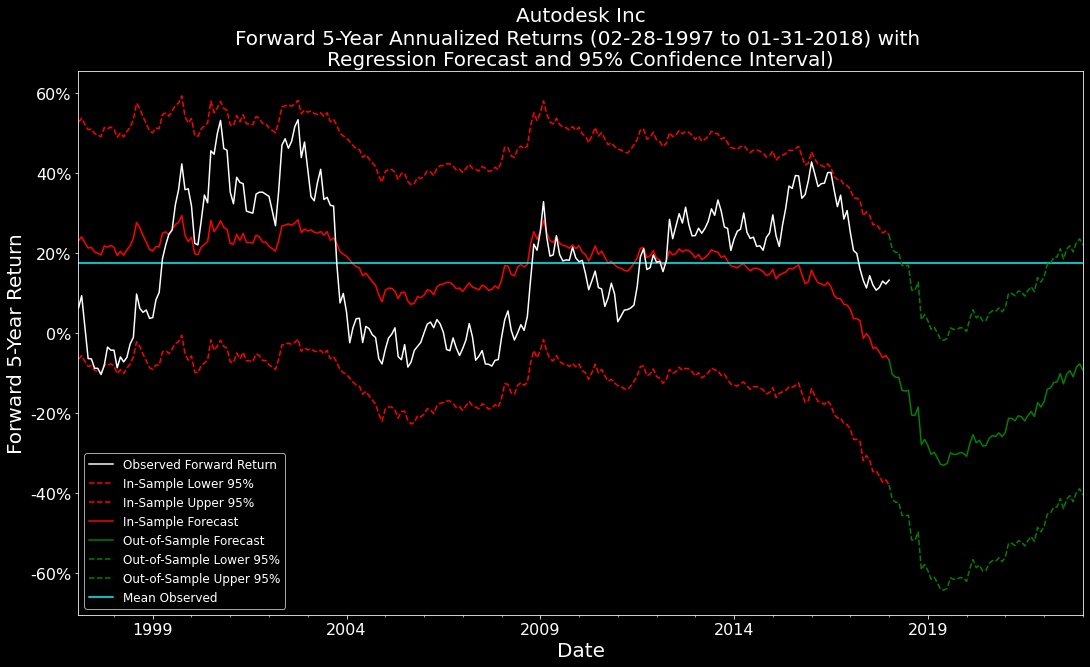 Autodesk Inc
Forward 5-Year Annualized Returns (02-28-1997 to 01-31-2018) with
Regression Forecast and 95% Confidence Interval)
Forward 5-Year Return
60%
40%
20%
0%
-20%
-40%
-60%
Observed Forward Return
In-Sample Lower 95%
In-Sample Upper 95%
In-Sample Forecast
Out-of-Sample Forecast
Out-of-Sample Lower 95%
Out-of-Sample Upper 95%
Mean Observed
1999 2004 2009 2014 2019
Date